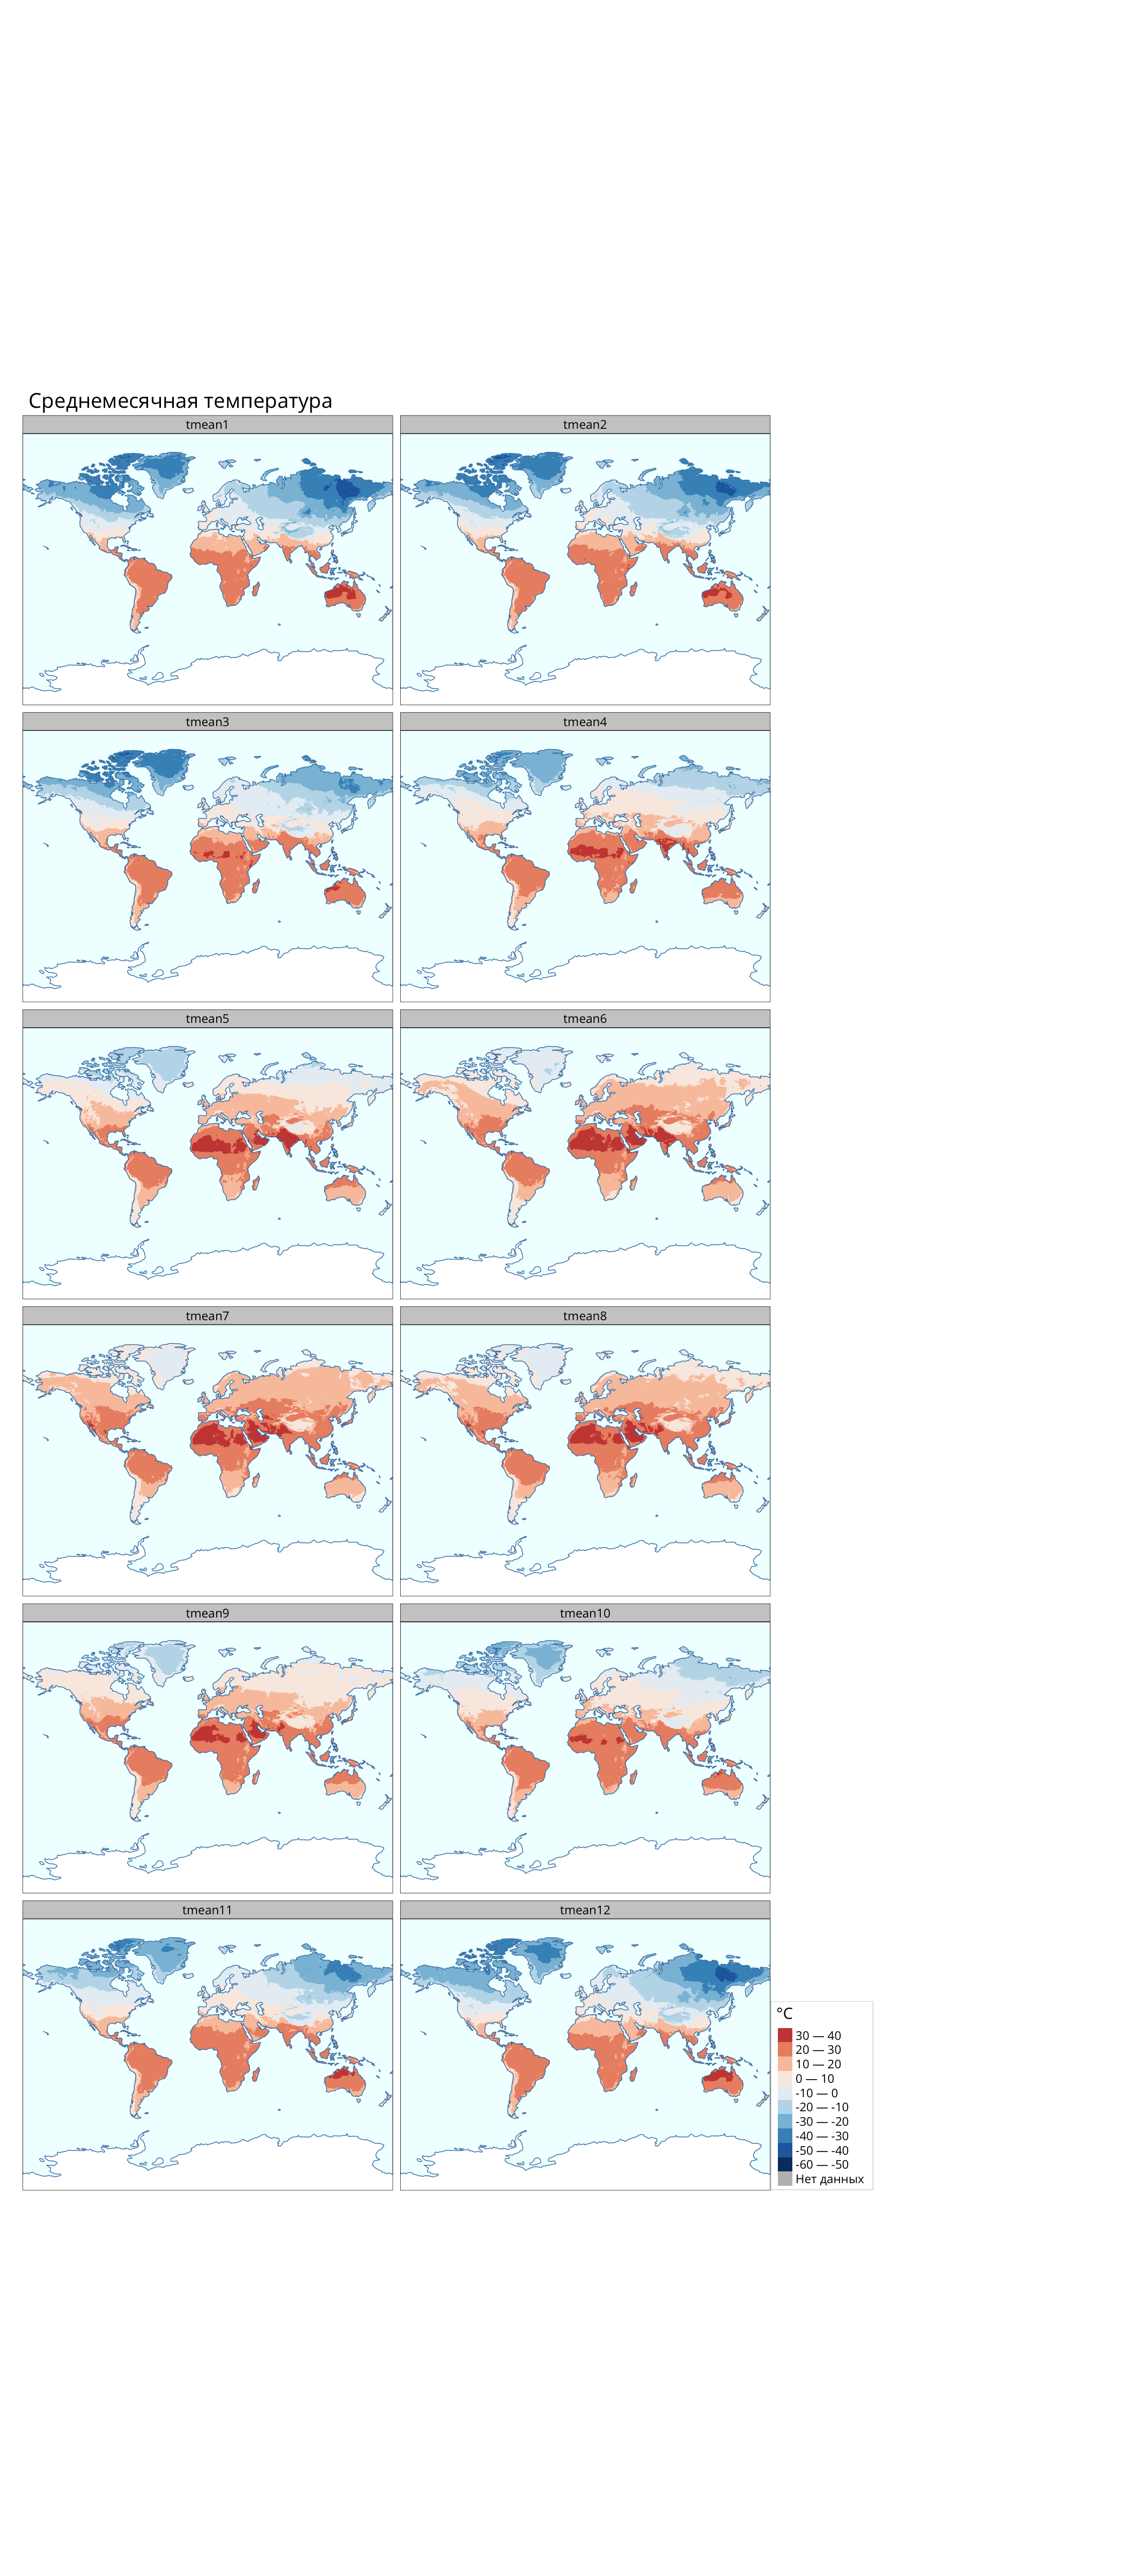 Среднемесячная температура
tmean1
tmean2
tmean3
tmean4
tmean5
tmean6
tmean7
tmean8
tmean9
tmean10
tmean11
tmean12
°C
30 — 40
20 — 30
10 — 20
0 — 10
-10 — 0
-20 — -10
-30 — -20
-40 — -30
-50 — -40
-60 — -50
Нет данных